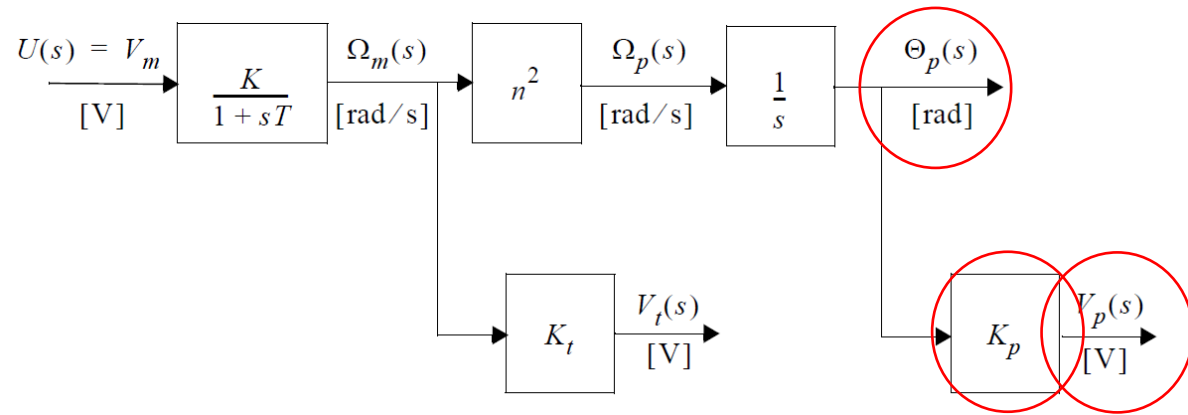 U(s) = V_m
[V]
K
1 + sT
Ω_m(s)
[rad/s]
n^2
Ω_p(s)
[rad/s]
1
s
Θ_p(s)
[rad]
K_t
V_t(s)
[V]
K_p
V_p(s)
[V]